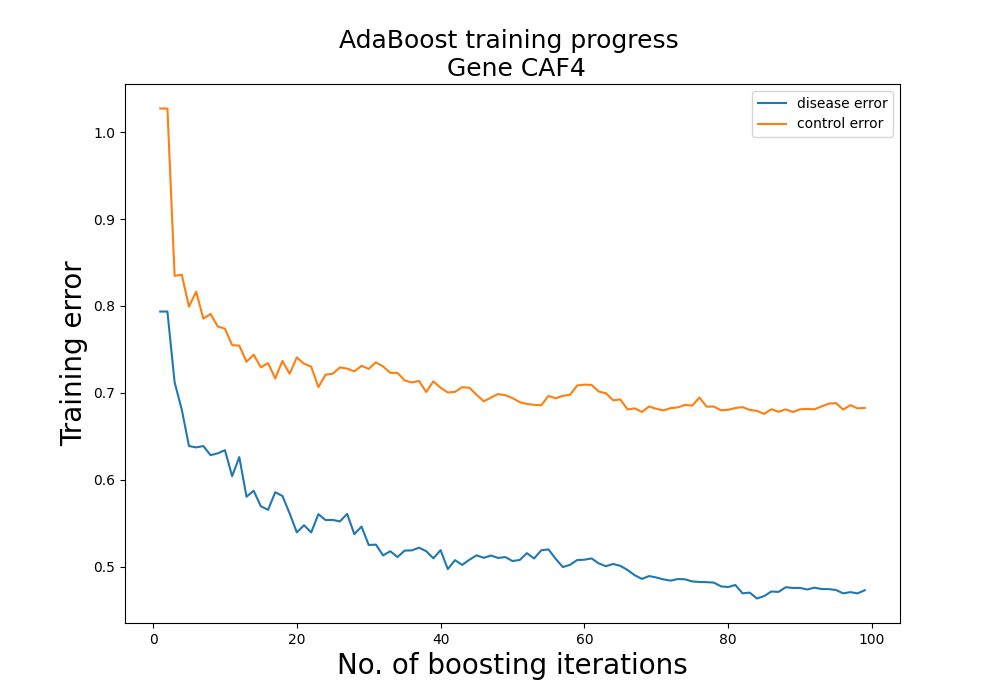 AdaBoost training progress
Gene CAF4
disease error
control error
Training error
1.0
0.9
0.8
0.7
0.6
0.5
0
20
40
60
80
100
No. of boosting iterations